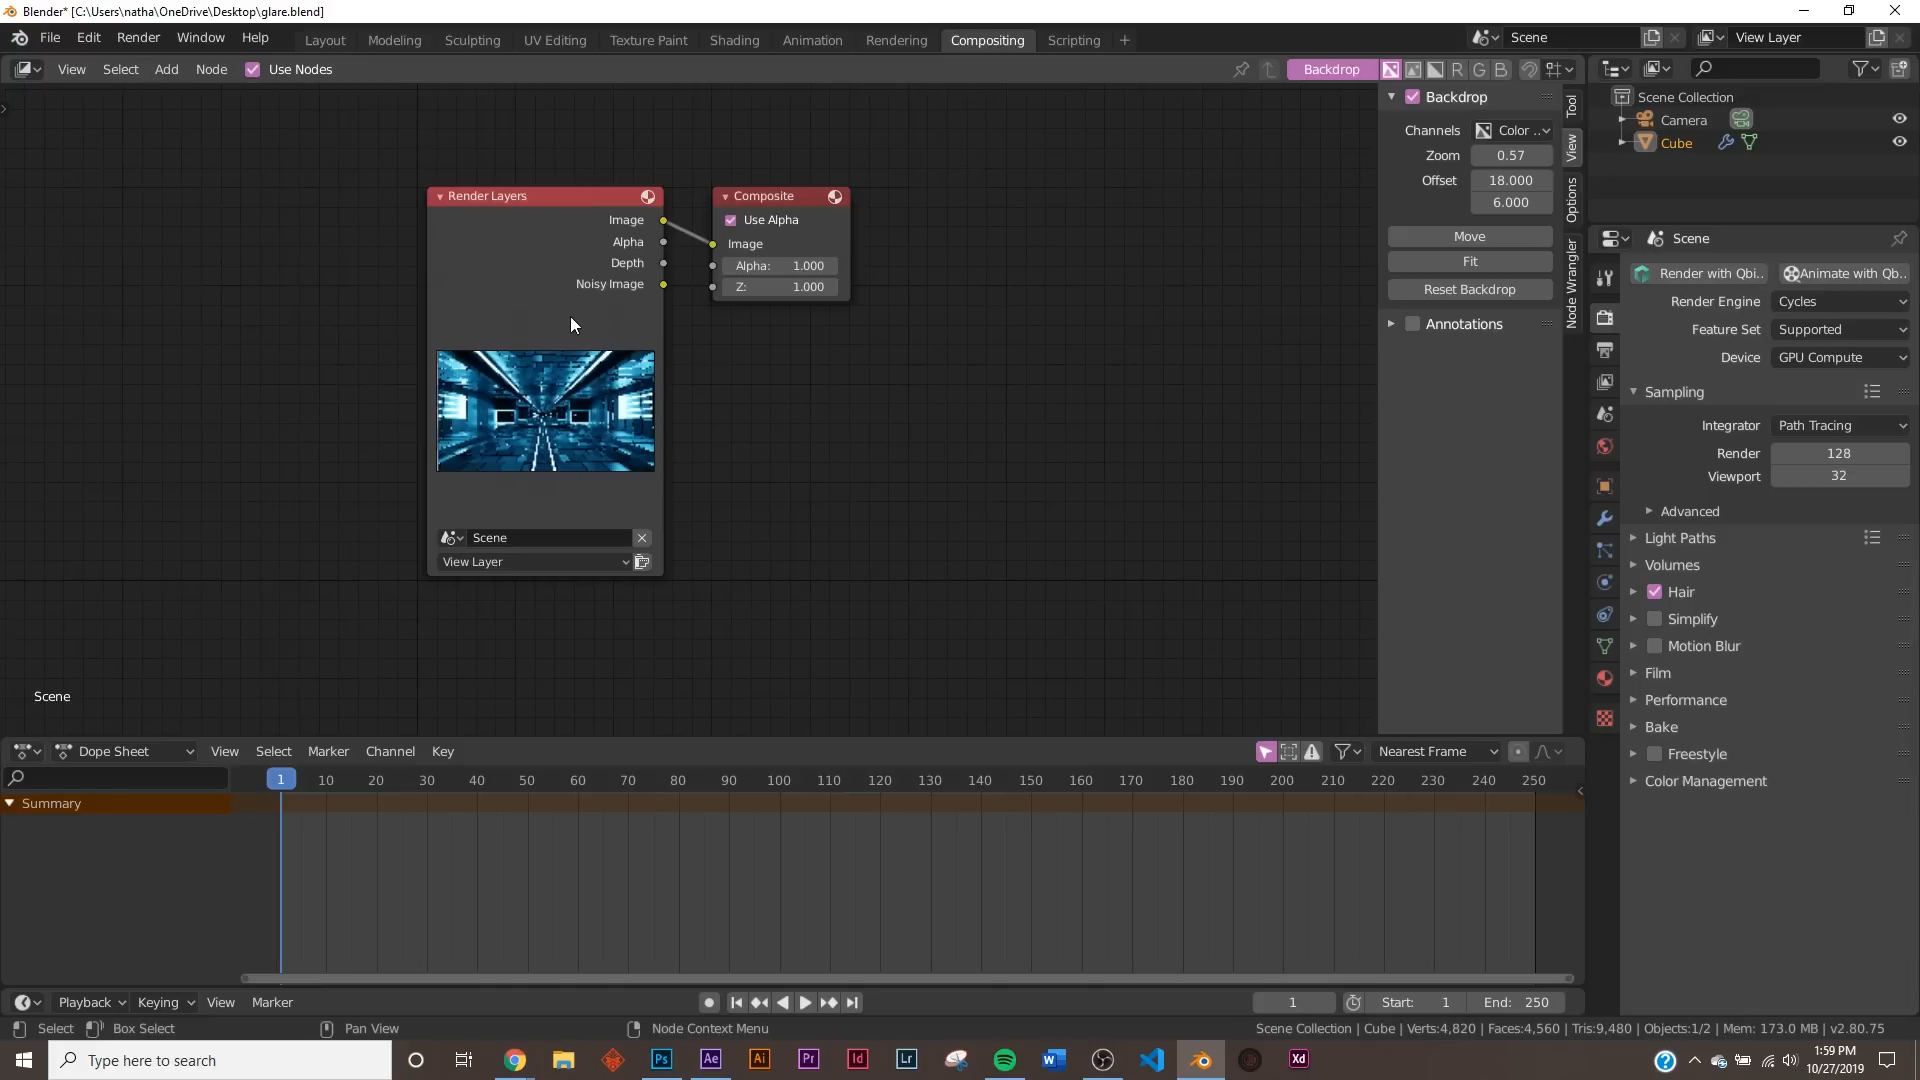 Blender* [C:\Users\natha\OneDrive\Desktop\glare.blend]
File Edit Render Window Help Layout Modeling Sculpting UV Editing Texture Paint Shading Animation Rendering Compositing Scripting + Scene View Layer
View Select Add Node Use Nodes Backdrop R G B
Backdrop
Channels Color ..
Zoom 0.57
Offset 18.000
6.000
Move
Fit
Reset Backdrop
Annotations
Tool
View
Options
Node Wrangler
Scene Collection
Camera
Cube
Scene
Render with Qbi.. Animate with Qb..
Render Engine Cycles
Feature Set Supported
Device GPU Compute
Sampling
Integrator Path Tracing
Render 128
Viewport 32
Advanced
Light Paths
Volumes
Hair
Simplify
Motion Blur
Film
Performance
Bake
Freestyle
Color Management
Render Layers
Image
Alpha
Depth
Noisy Image
Scene
View Layer
Composite
Use Alpha
Image
Alpha: 1.000
Z: 1.000
Scene
Dope Sheet View Select Marker Channel Key Nearest Frame
1 10 20 30 40 50 60 70 80 90 100 110 120 130 140 150 160 170 180 190 200 210 220 230 240 250
Summary
Playback Keying View Marker 1 Start: 1 End: 250
Select Box Select Pan View Node Context Menu Scene Collection | Cube | Verts:4,820 | Faces:4,560 | Tris:9,480 | Objects:1/2 | Mem: 173.0 MB | v2.80.75
Type here to search Ps Ae Ai Pr Id Lr W Xd ? 1:59 PM
10/27/2019